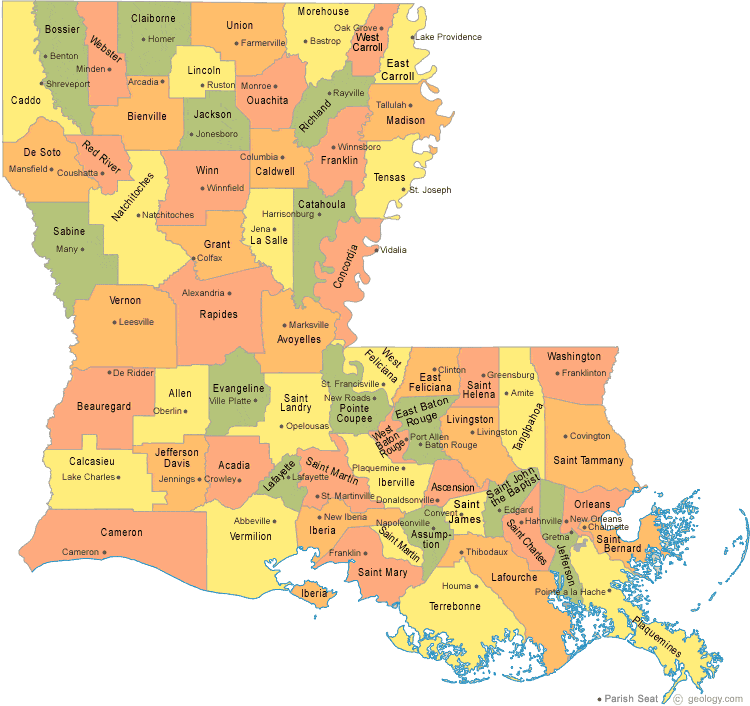 Morehouse
Claiborne
Union
Bossier
Webster
Oak Grove
West
Carroll
Lake Providence
Homer
Farmerville
Bastrop
Benton
Minden
Lincoln
East
Carroll
Shreveport
Arcadia
Ruston
Monroe
Ouachita
Rayville
Richland
Caddo
Tallulah
Madison
Bienville
Jackson
Jonesboro
Winnsboro
Franklin
De Soto
Red River
Columbia
Caldwell
Mansfield
Coushatta
Winn
Winnfield
Tensas
St. Joseph
Natchitoches
Natchitoches
Catahoula
Harrisonburg
Sabine
Many
Jena
La Salle
Grant
Colfax
Concordia
Vidalia
Alexandria
Rapides
Vernon
Leesville
Marksville
Avoyelles
De Ridder
Beauregard
Allen
Oberlin
Evangeline
Ville Platte
Saint
Landry
Opelousas
West
Feliciana
St. Francisville
New Roads
Pointe
Coupee
Clinton
East
Feliciana
Greensburg
Saint
Helena
Amite
Tangipahoa
Washington
Franklinton
East Baton
Rouge
West
Baton
Rouge
Port Allen
Baton Rouge
Livingston
Livingston
Covington
Saint Tammany
Calcasieu
Lake Charles
Jefferson
Davis
Jennings
Acadia
Crowley
Lafayette
Lafayette
Saint Martin
St. Martinville
Plaquemine
Iberville
Donaldsonville
Ascension
Saint John
the Baptist
Edgard
Convent
Saint
James
Hahnville
Saint Charles
Orleans
New Orleans
Chalmette
Gretna
Saint
Bernard
Jefferson
Cameron
Cameron
Abbeville
Vermilion
New Iberia
Iberia
Napoleonville
Assump-
tion
Saint Martin
Franklin
Saint Mary
Thibodaux
Lafourche
Houma
Terrebonne
Pointe a la Hache
Plaquemines
Iberia
Parish Seat © geology.com